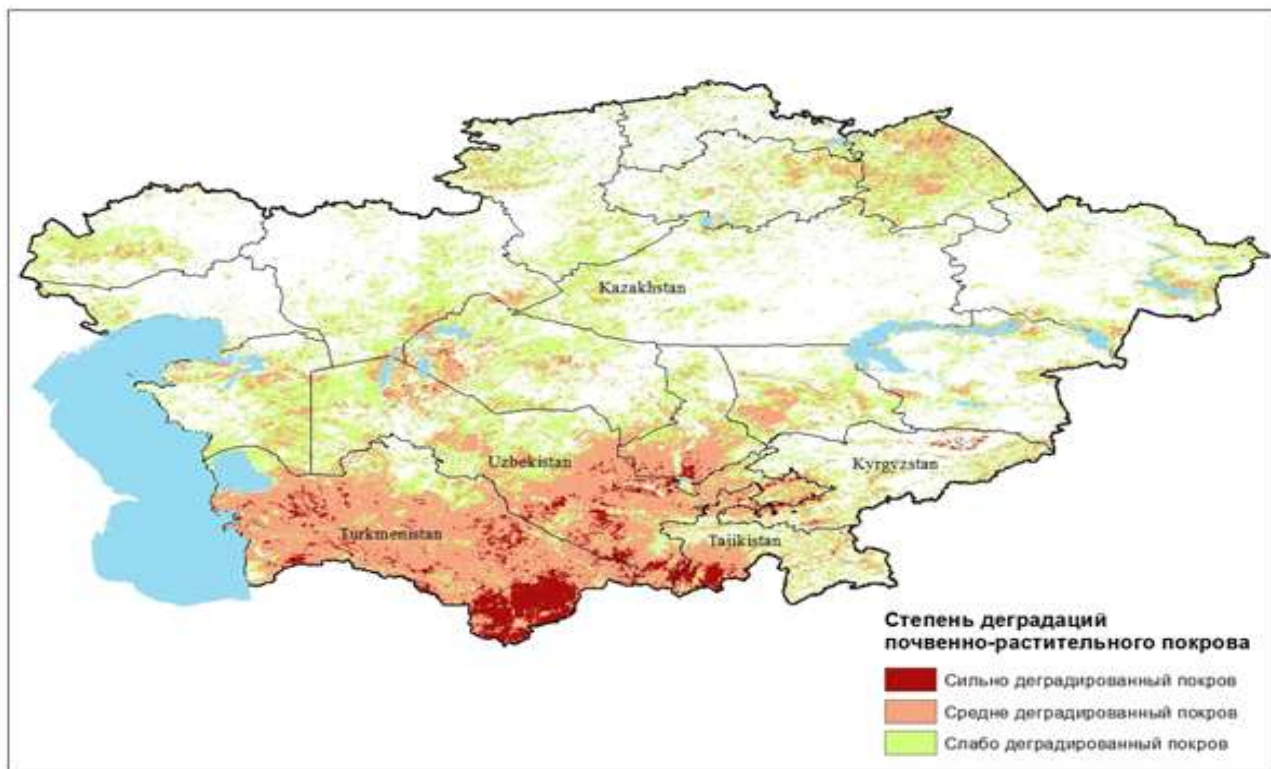 Kazakhstan
Uzbekistan
Kyrgyzstan
Turkmenistan
Tajikistan
Степень деградаций
почвенно-растительного покрова
Сильно деградированный покров
Средне деградированный покров
Слабо деградированный покров